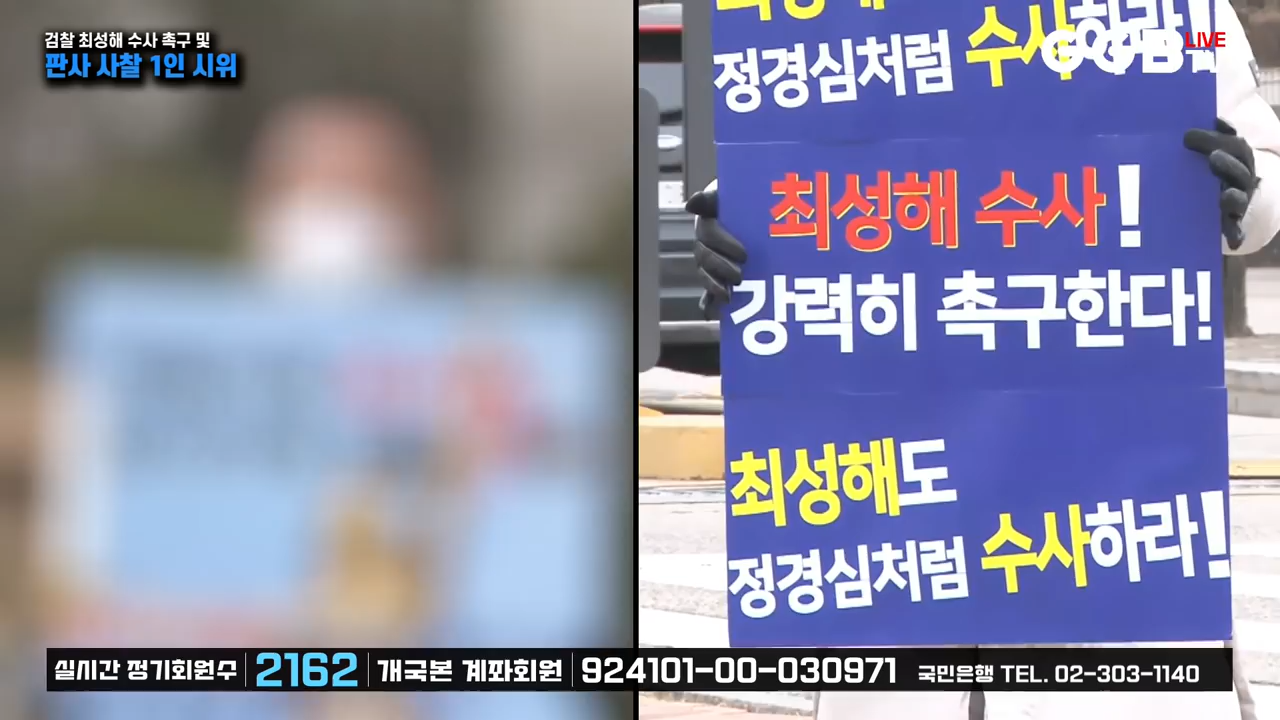 검찰 최성해 수사 촉구 및
판사 사찰 1인 시위
LIVE
정경심처럼 수사하라!
최성해 수사!
강력히 촉구한다!
최성해도
정경심처럼 수사하라!
실시간 정기회원수 2162 개국본 계좌회원 924101-00-030971 국민은행 TEL. 02-303-1140